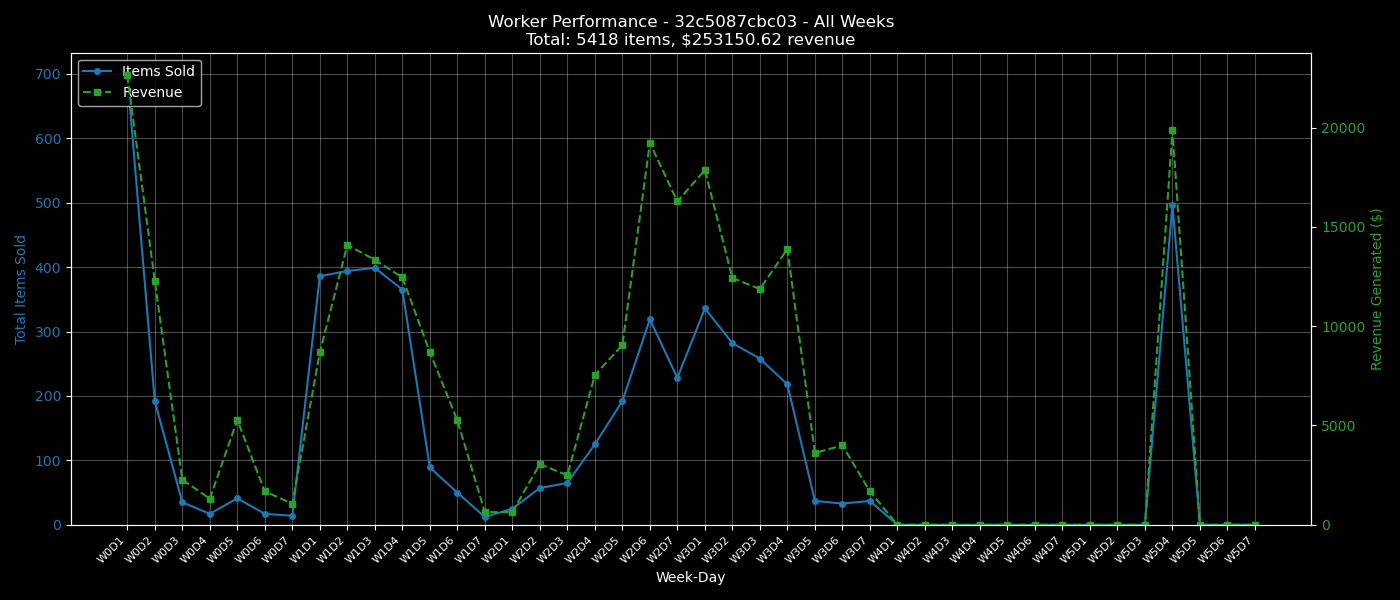 Worker Performance - 32c5087cbc03 - All Weeks
Total: 5418 items, $253150.62 revenue
Items Sold
Revenue
700
600
500
400
300
200
100
0
Total Items Sold
20000
15000
10000
5000
0
Revenue Generated ($)
W0D1 W0D2 W0D3 W0D4 W0D5 W0D6 W0D7 W1D1 W1D2 W1D3 W1D4 W1D5 W1D6 W1D7 W2D1 W2D2 W2D3 W2D4 W2D5 W2D6 W2D7 W3D1 W3D2 W3D3 W3D4 W3D5 W3D6 W3D7 W4D1 W4D2 W4D3 W4D4 W4D5 W4D6 W4D7 W5D1 W5D2 W5D3 W5D4 W5D5 W5D6 W5D7
Week-Day